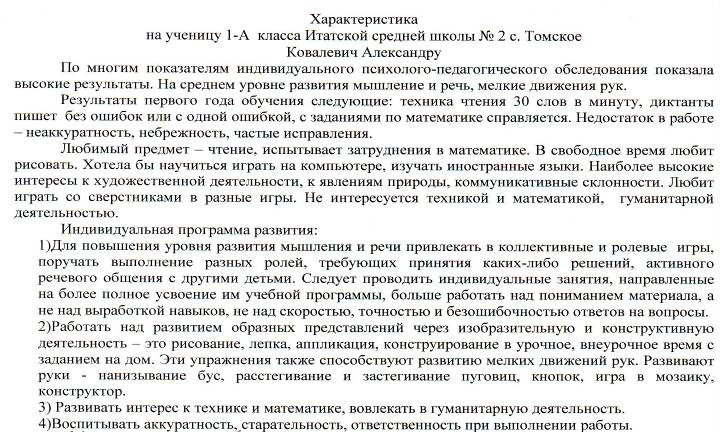 Характеристика
на ученицу 1-А класса Итатской средней школы № 2 с. Томское
Ковалевич Александру
По многим показателям индивидуального психолого-педагогического обследования показала
высокие результаты. На среднем уровне развития мышление и речь, мелкие движения рук.
Результаты первого года обучения следующие: техника чтения 30 слов в минуту, диктанты
пишет без ошибок или с одной ошибкой, с заданиями по математике справляется. Недостаток в работе
– неаккуратность, небрежность, частые исправления.
Любимый предмет – чтение, испытывает затруднения в математике. В свободное время любит
рисовать. Хотела бы научиться играть на компьютере, изучать иностранные языки. Наиболее высокие
интересы к художественной деятельности, к явлениям природы, коммуникативные склонности. Любит
играть со сверстниками в разные игры. Не интересуется техникой и математикой, гуманитарной
деятельностью.
Индивидуальная программа развития:
1)Для повышения уровня развития мышления и речи привлекать в коллективные и ролевые игры,
поручать выполнение разных ролей, требующих принятия каких-либо решений, активного
речевого общения с другими детьми. Следует проводить индивидуальные занятия, направленные
на более полное усвоение им учебной программы, больше работать над пониманием материала, а
не над выработкой навыков, не над скоростью, точностью и безошибочностью ответов на вопросы.
2)Работать над развитием образных представлений через изобразительную и конструктивную
деятельность – это рисование, лепка, аппликация, конструирование в урочное, внеурочное время с
заданием на дом. Эти упражнения также способствуют развитию мелких движений рук. Развивают
руки - нанизывание бус, расстегивание и застегивание пуговиц, кнопок, игра в мозаику,
конструктор.
3) Развивать интерес к технике и математике, вовлекать в гуманитарную деятельность.
4)Воспитывать аккуратность, старательность, ответственность при выполнении работы.